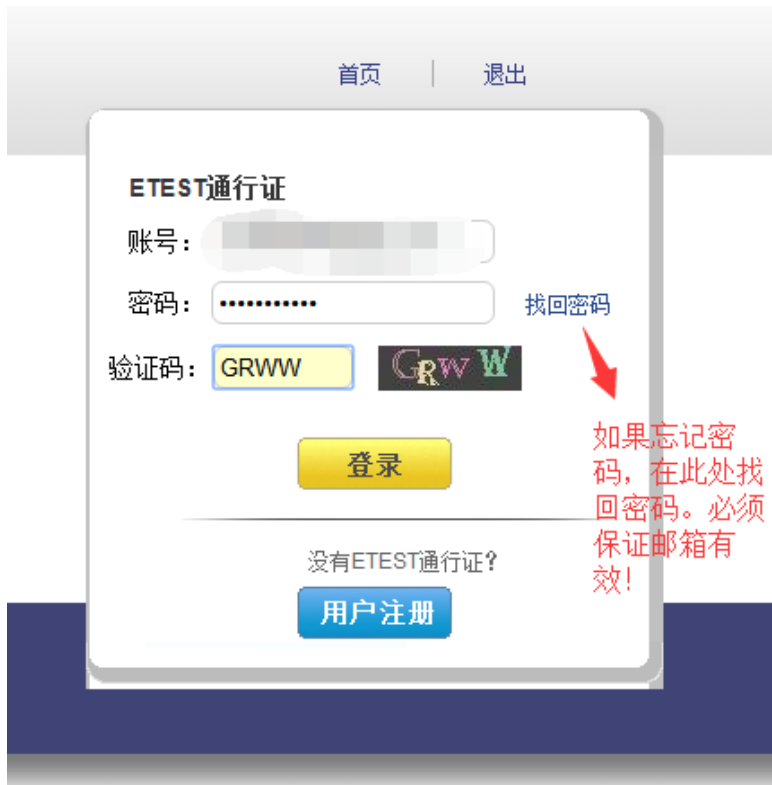 首页 | 退出
ETEST通行证
账号：
密码： ••••••••••• 找回密码
验证码： GRWW GRWW
如果忘记密
码，在此处找
回密码。必须
保证邮箱有
效！
登录
没有ETEST通行证？
用户注册